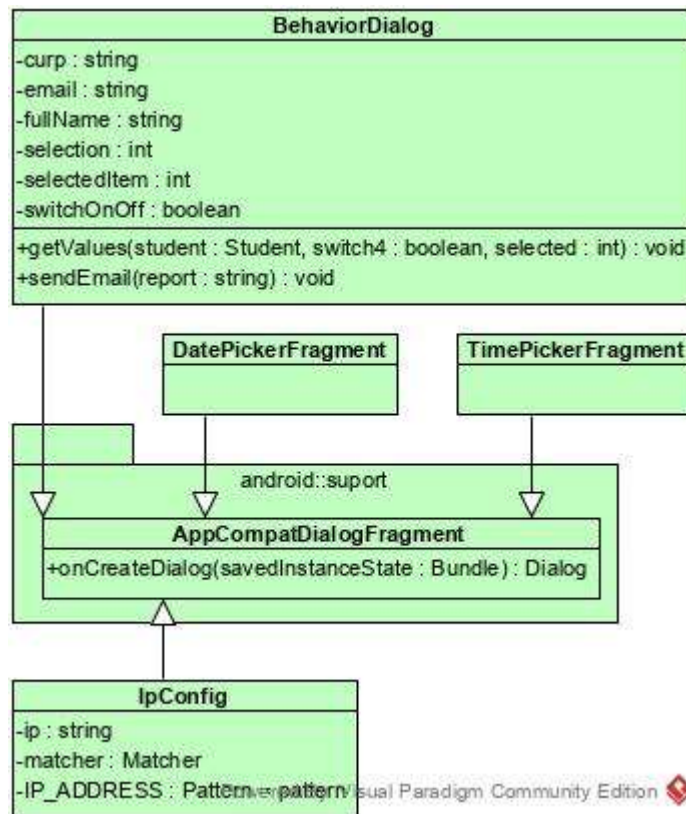 BehaviorDialog
-curp : string
-email : string
-fullName : string
-selection : int
-selectedItem : int
-switchOnOff : boolean
+getValues(student : Student, switch4 : boolean, selected : int) : void
+sendEmail(report : string) : void
DatePickerFragment
TimePickerFragment
android::suport
AppCompatDialogFragment
+onCreateDialog(savedInstanceState : Bundle) : Dialog
IpConfig
-ip : string
-matcher : Matcher
-IP_ADDRESS : Pattern = pattern
Visual Paradigm Community Edition